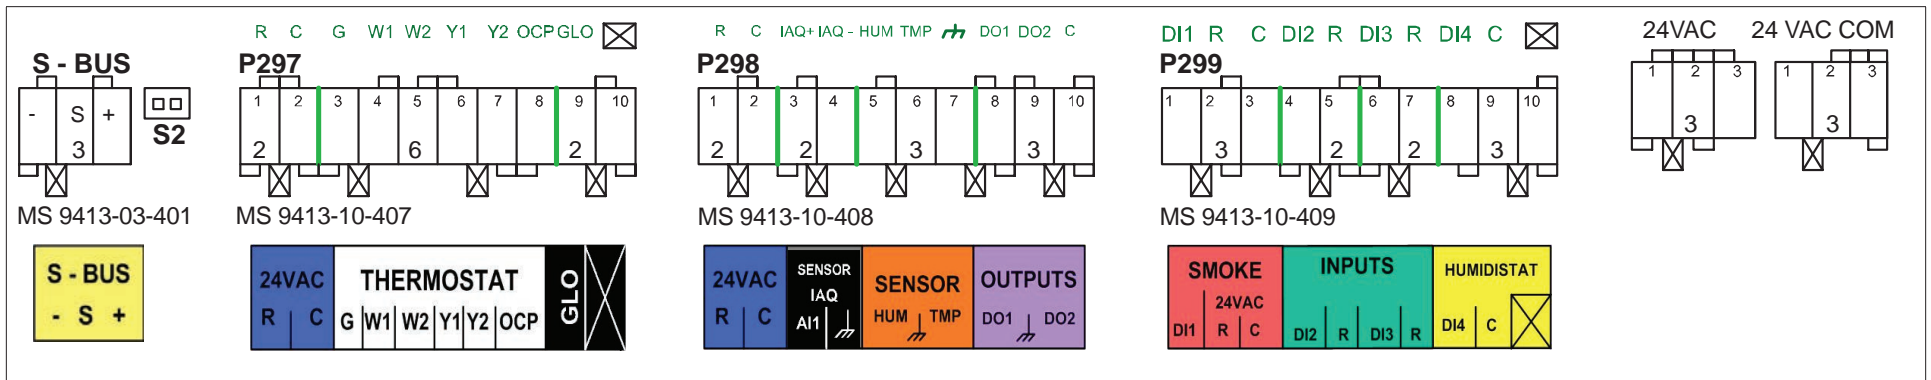 S - BUS
- S +
3
S2
MS 9413-03-401
S - BUS
- S +
R C G W1 W2 Y1 Y2 OCP GLO
P297
1 2 3 4 5 6 7 8 9 10
2 6 2
MS 9413-10-407
24VAC THERMOSTAT GLO
R C G W1 W2 Y1 Y2 OCP
R C IAQ+ IAQ - HUM TMP DO1 DO2 C
P298
1 2 3 4 5 6 7 8 9 10
2 2 3 3
MS 9413-10-408
24VAC SENSOR IAQ SENSOR OUTPUTS
R C AI1 HUM TMP DO1 DO2
DI1 R C DI2 R DI3 R DI4 C
P299
1 2 3 4 5 6 7 8 9 10
3 2 2 3
MS 9413-10-409
SMOKE INPUTS HUMIDISTAT
24VAC
DI1 R C DI2 R DI3 R DI4 C
24VAC
1 2 3
3
24 VAC COM
1 2 3
3